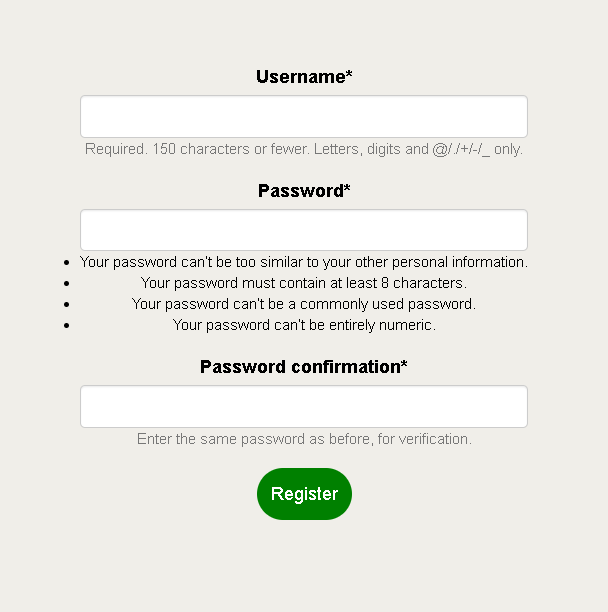 Username*
Required. 150 characters or fewer. Letters, digits and @/./+/-/_ only.
Password*
Your password can't be too similar to your other personal information.
Your password must contain at least 8 characters.
Your password can't be a commonly used password.
Your password can't be entirely numeric.
Password confirmation*
Enter the same password as before, for verification.
Register